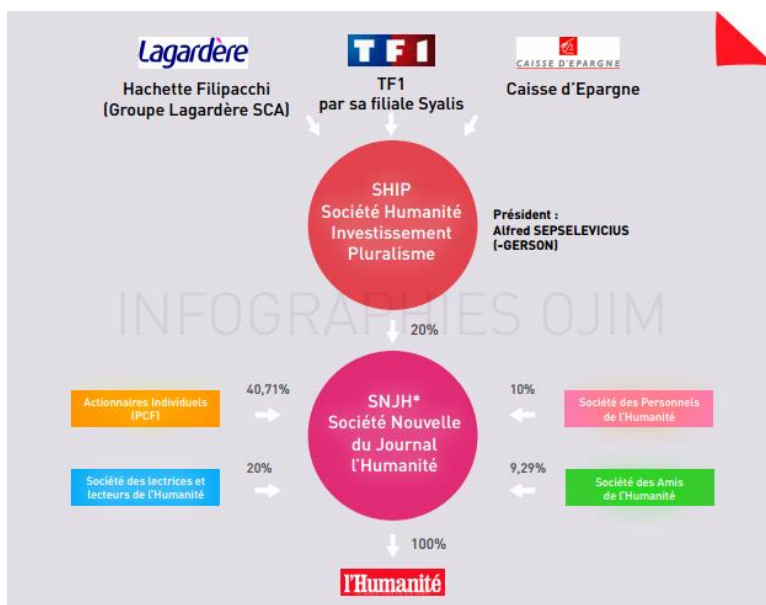 Lagardère
TF1
CAISSE D'EPARGNE
Hachette Filipacchi
(Groupe Lagardère SCA)
TF1
par sa filiale Syalis
Caisse d'Epargne
SHIP
Société Humanité
Investissement
Pluralisme
Président :
Alfred SEPSELEVICIUS
(-GERSON)
INFOGRAPHIES OJIM
20%
Actionnaires Individuels
(PCF)
40,71%
SNJH*
Société Nouvelle
du Journal
l'Humanité
10%
Société des Personnels
de l'Humanité
Société des lectrices et
lecteurs de l'Humanité
20%
9,29%
Société des Amis
de l'Humanité
100%
l'Humanité